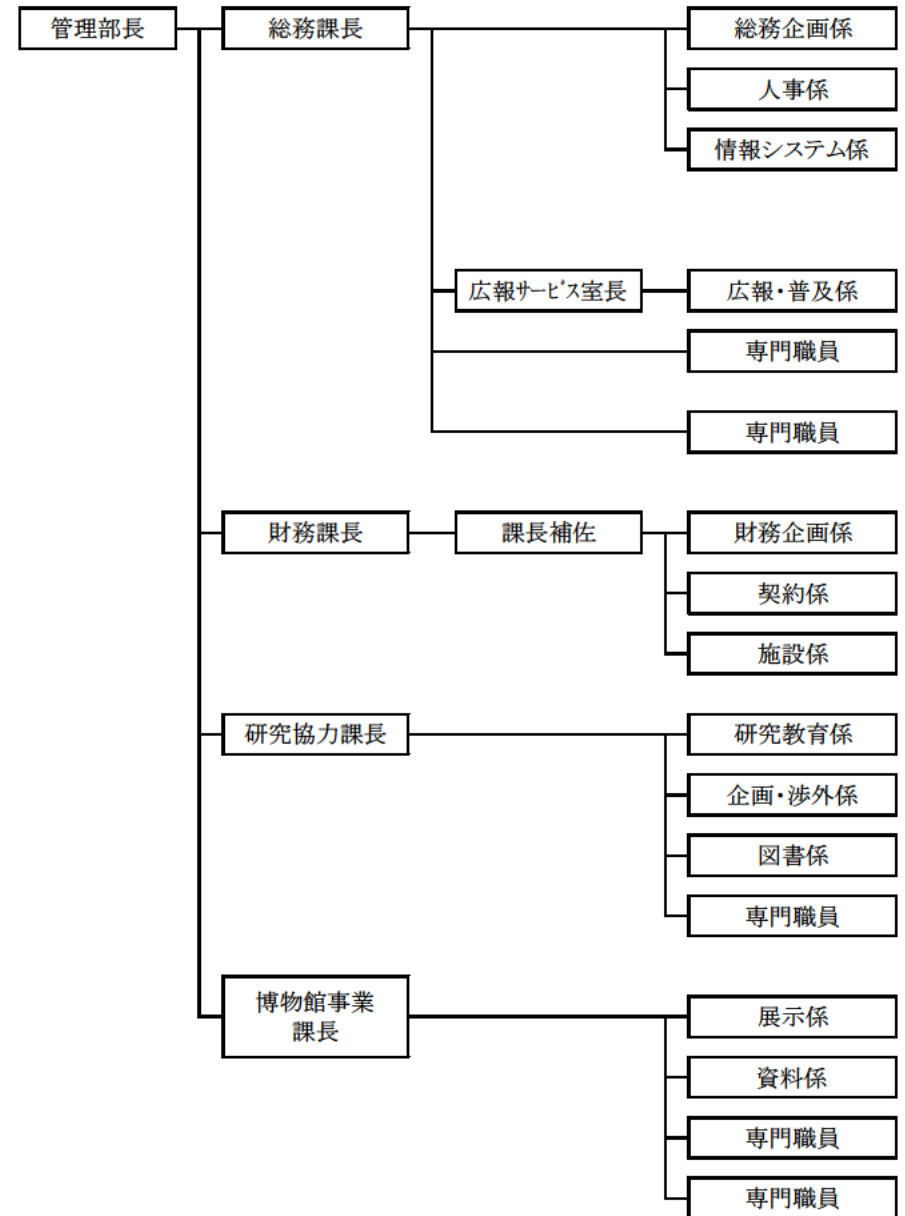 管理部長
総務課長
総務企画係
人事係
情報システム係
広報サービス室長
広報・普及係
専門職員
専門職員
財務課長
課長補佐
財務企画係
契約係
施設係
研究協力課長
研究教育係
企画・渉外係
図書係
専門職員
博物館事業
課長
展示係
資料係
専門職員
専門職員